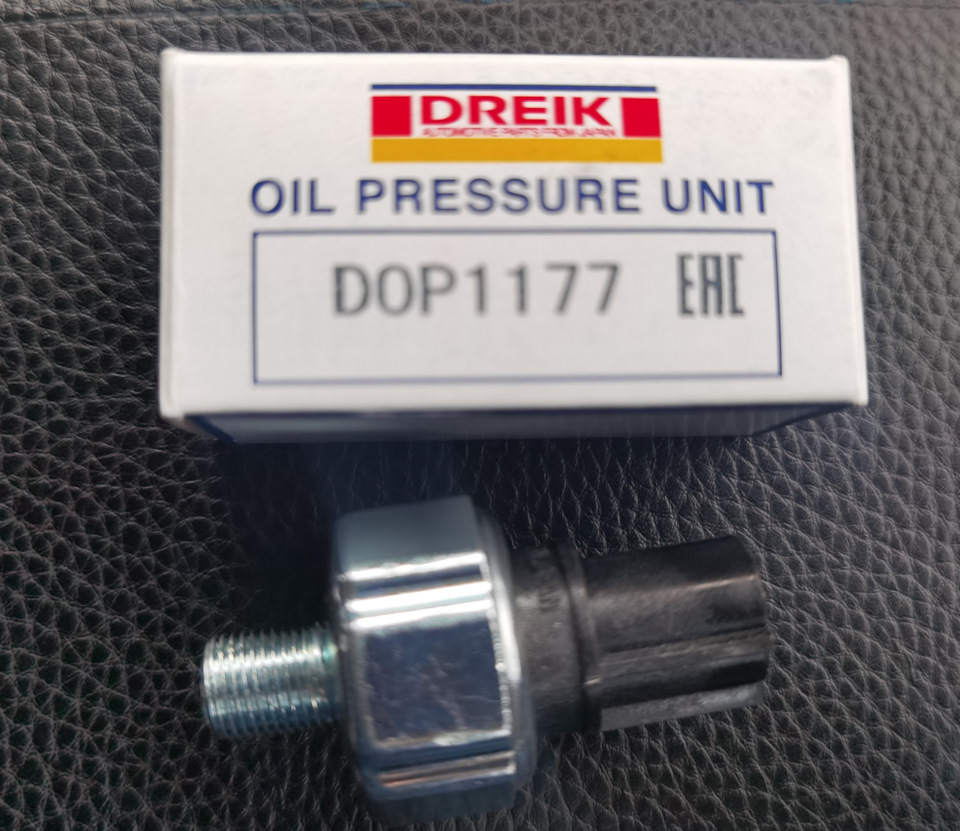 DREIK
AUTOMOTIVE PARTS FROM JAPAN
OIL PRESSURE UNIT
DOP1177 EAC